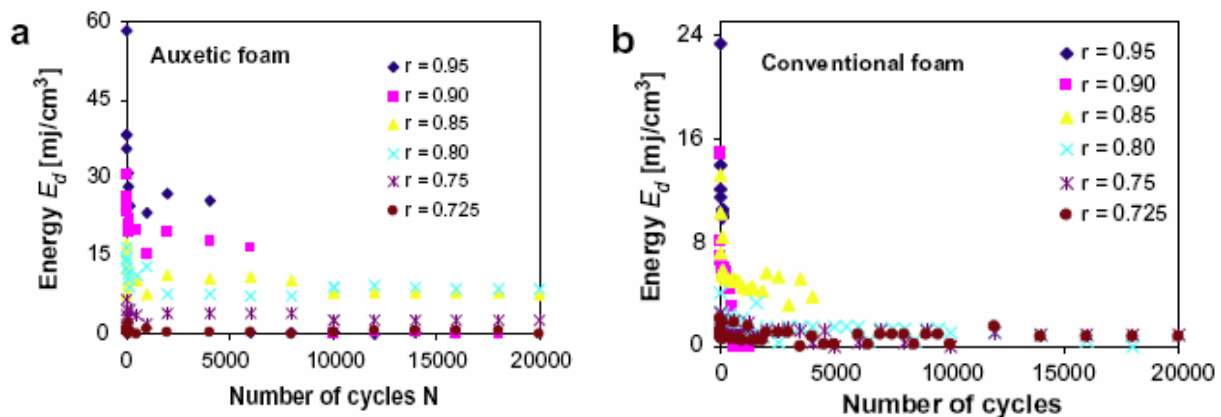 a
Auxetic foam
Energy E_d [mj/cm³]
60
45
30
15
0
r = 0.95
r = 0.90
r = 0.85
r = 0.80
r = 0.75
r = 0.725
0 5000 10000 15000 20000
Number of cycles N
b
Conventional foam
Energy E_d [mj/cm³]
24
16
8
0
r = 0.95
r = 0.90
r = 0.85
r = 0.80
r = 0.75
r = 0.725
0 5000 10000 15000 20000
Number of cycles